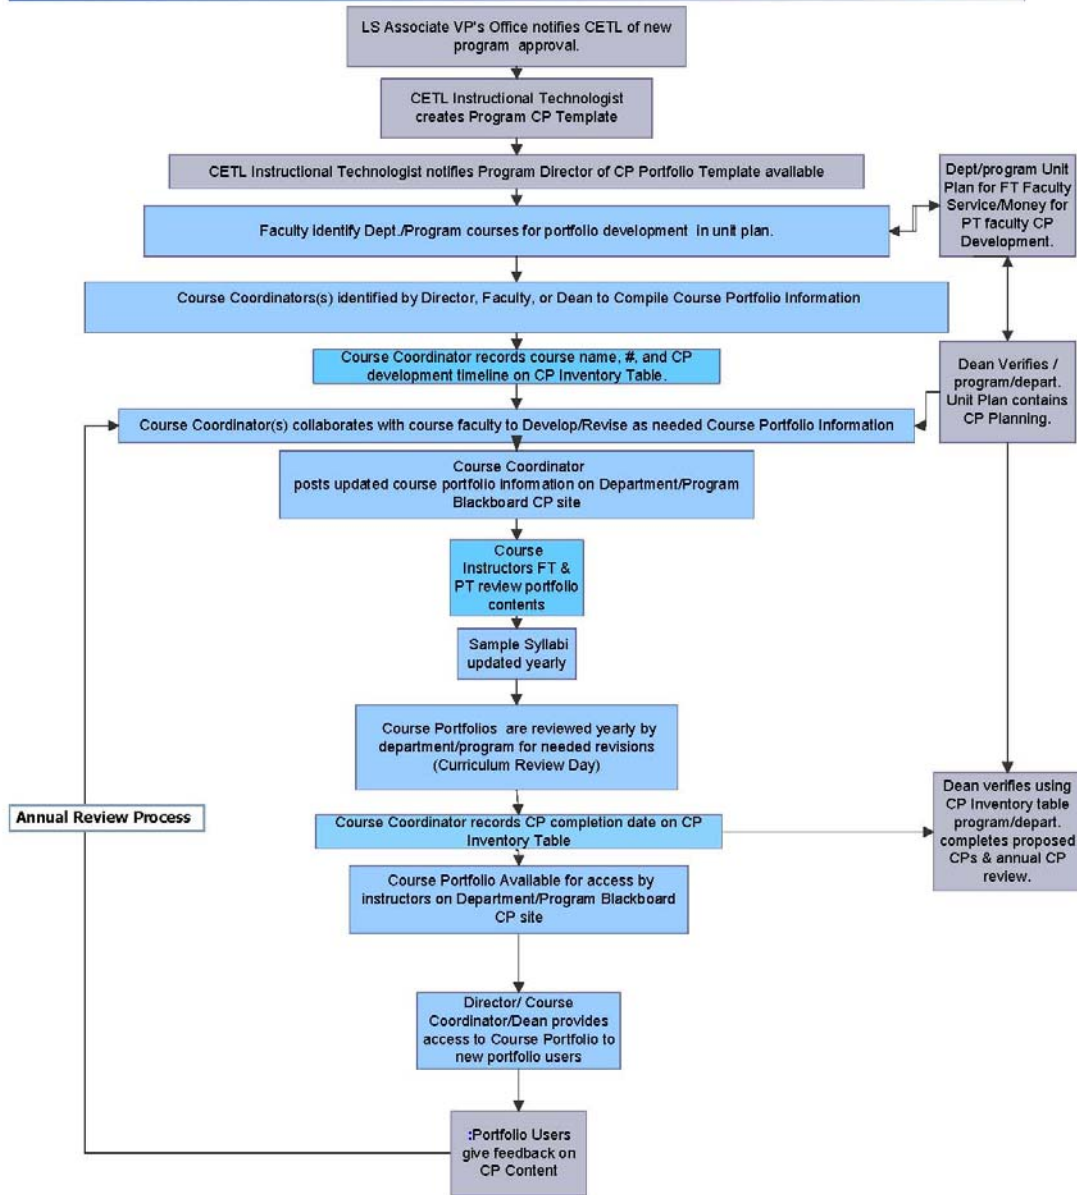 LS Associate VP's Office notifies CETL of new
program approval.
CETL Instructional Technologist
creates Program CP Template
CETL Instructional Technologist notifies Program Director of CP Portfolio Template available
Dept/program Unit
Plan for FT Faculty
Service/Money for
PT faculty CP
Development.
Faculty identify Dept./Program courses for portfolio development in unit plan.
Course Coordinators(s) identified by Director, Faculty, or Dean to Compile Course Portfolio Information
Course Coordinator records course name, #, and CP
development timeline on CP Inventory Table.
Dean Verifies /
program/depart.
Unit Plan contains
CP Planning.
Course Coordinator(s) collaborates with course faculty to Develop/Revise as needed Course Portfolio Information
Course Coordinator
posts updated course portfolio information on Department/Program
Blackboard CP site
Course
Instructors FT &
PT review portfolio
contents
Sample Syllabi
updated yearly
Course Portfolios are reviewed yearly by
department/program for needed revisions
(Curriculum Review Day)
Annual Review Process
Course Coordinator records CP completion date on CP
Inventory Table
Dean verifies using
CP Inventory table
program/depart.
completes proposed
CPs & annual CP
review.
Course Portfolio Available for access by
instructors on Department/Program Blackboard
CP site
Director/ Course
Coordinator/Dean provides
access to Course Portfolio to
new portfolio users
:Portfolio Users
give feedback on
CP Content